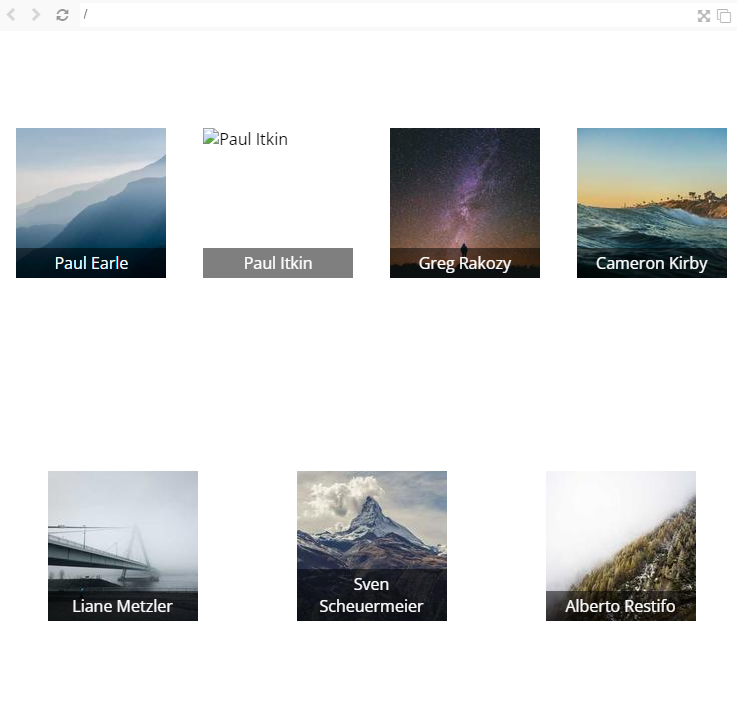 /
Paul Itkin
Paul Earle
Paul Itkin
Greg Rakozy
Cameron Kirby
Liane Metzler
Sven
Scheuermeier
Alberto Restifo